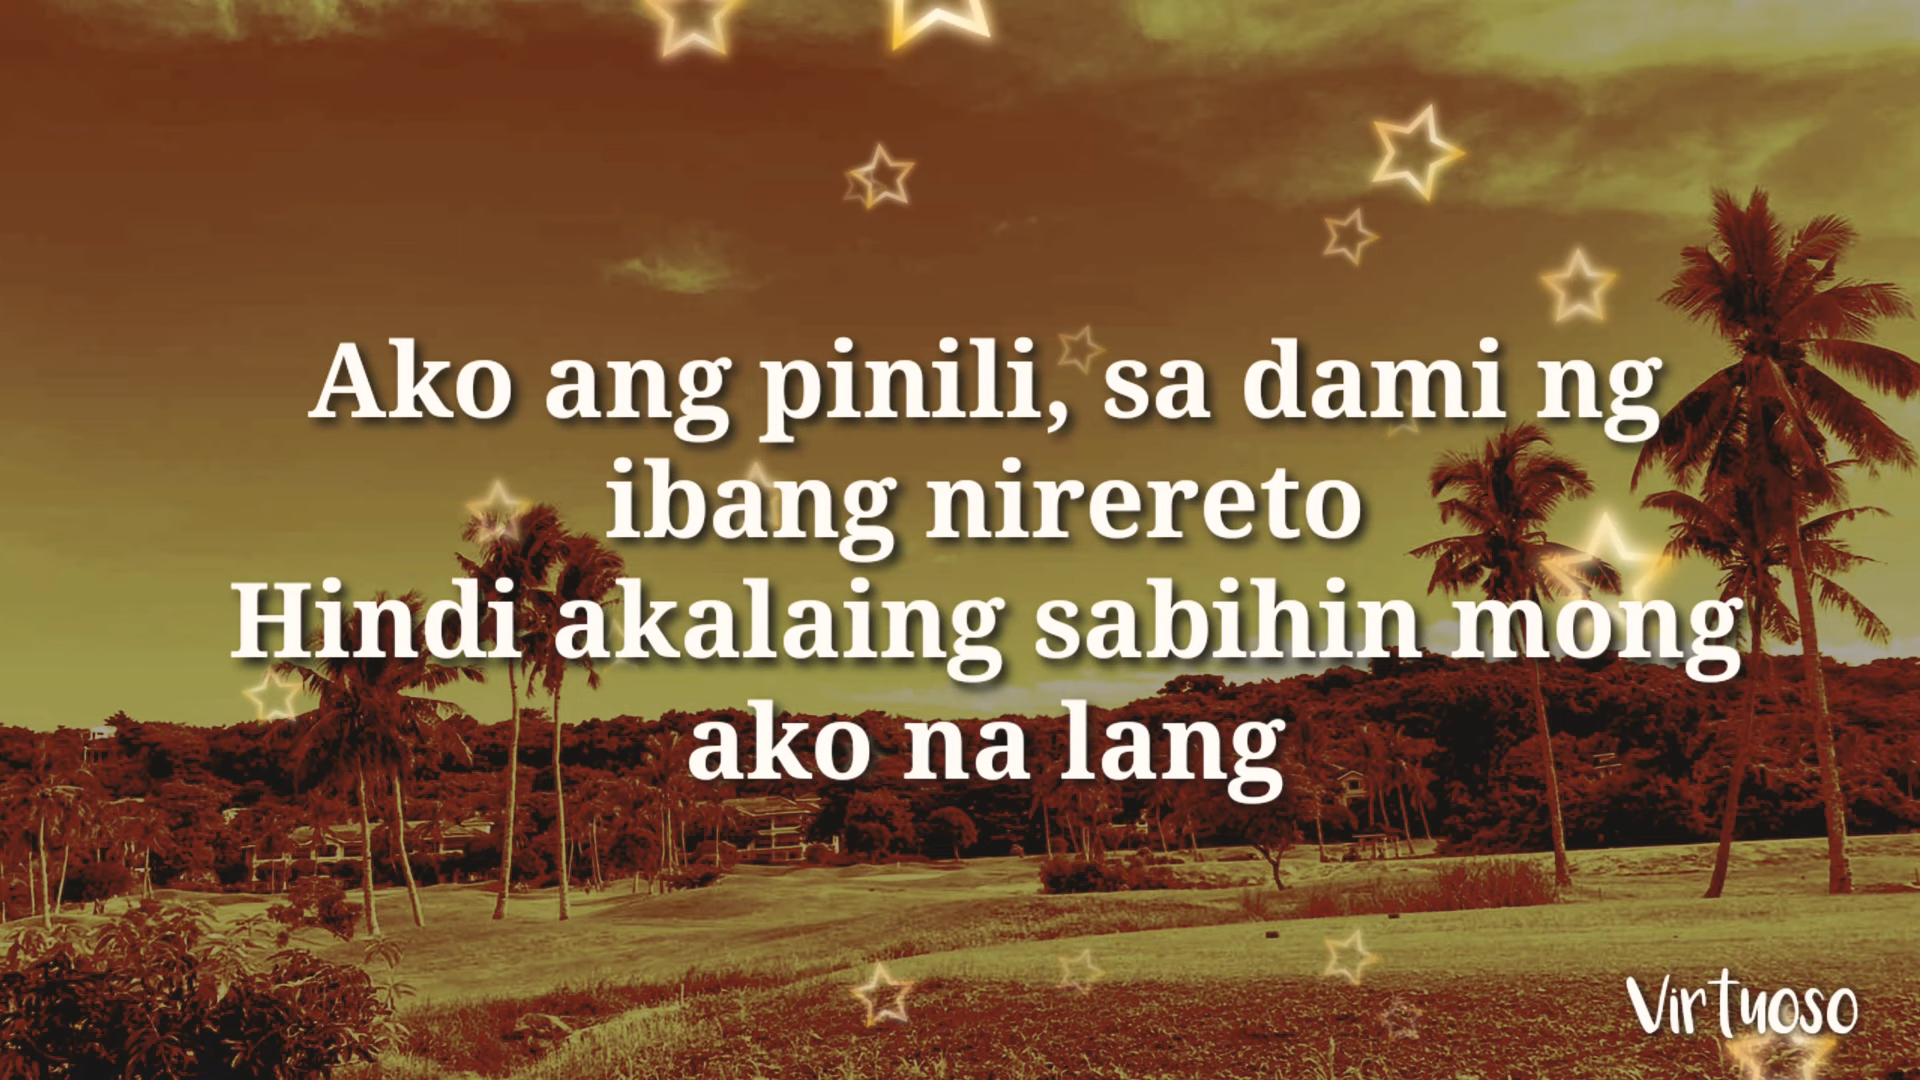 Ako ang pinili, sa dami ng
ibang nirereto
Hindi akalaing sabihin mong
ako na lang
Virtuoso